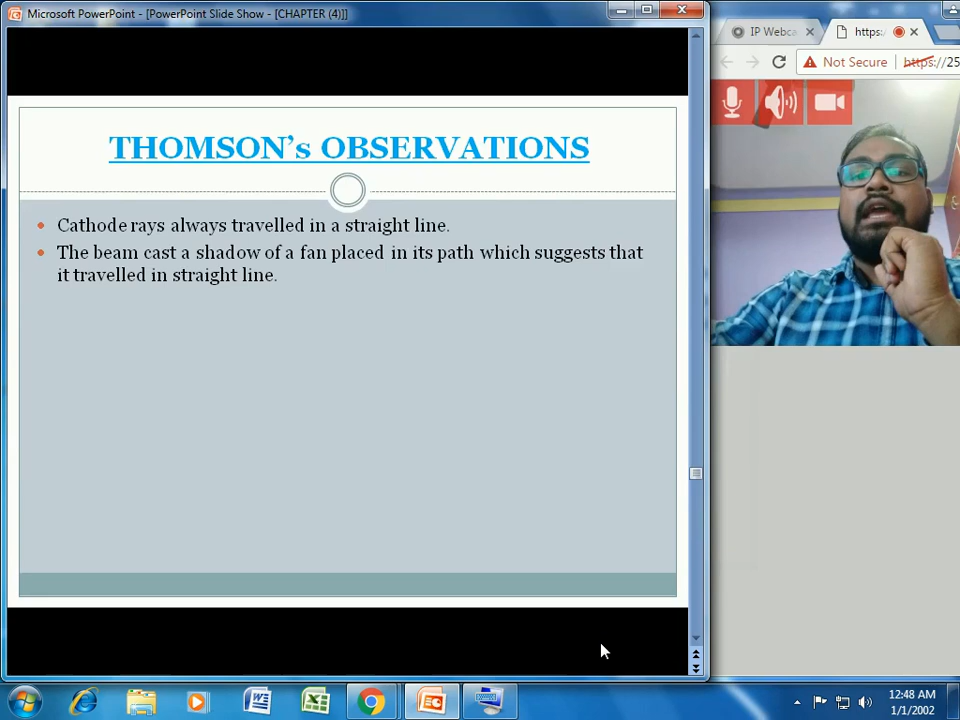 Microsoft PowerPoint - [PowerPoint Slide Show - [CHAPTER (4)]]
IP Webca
https:
Not Secure
https://25
THOMSON's OBSERVATIONS
Cathode rays always travelled in a straight line.
The beam cast a shadow of a fan placed in its path which suggests that
it travelled in straight line.
12:48 AM
1/1/2002